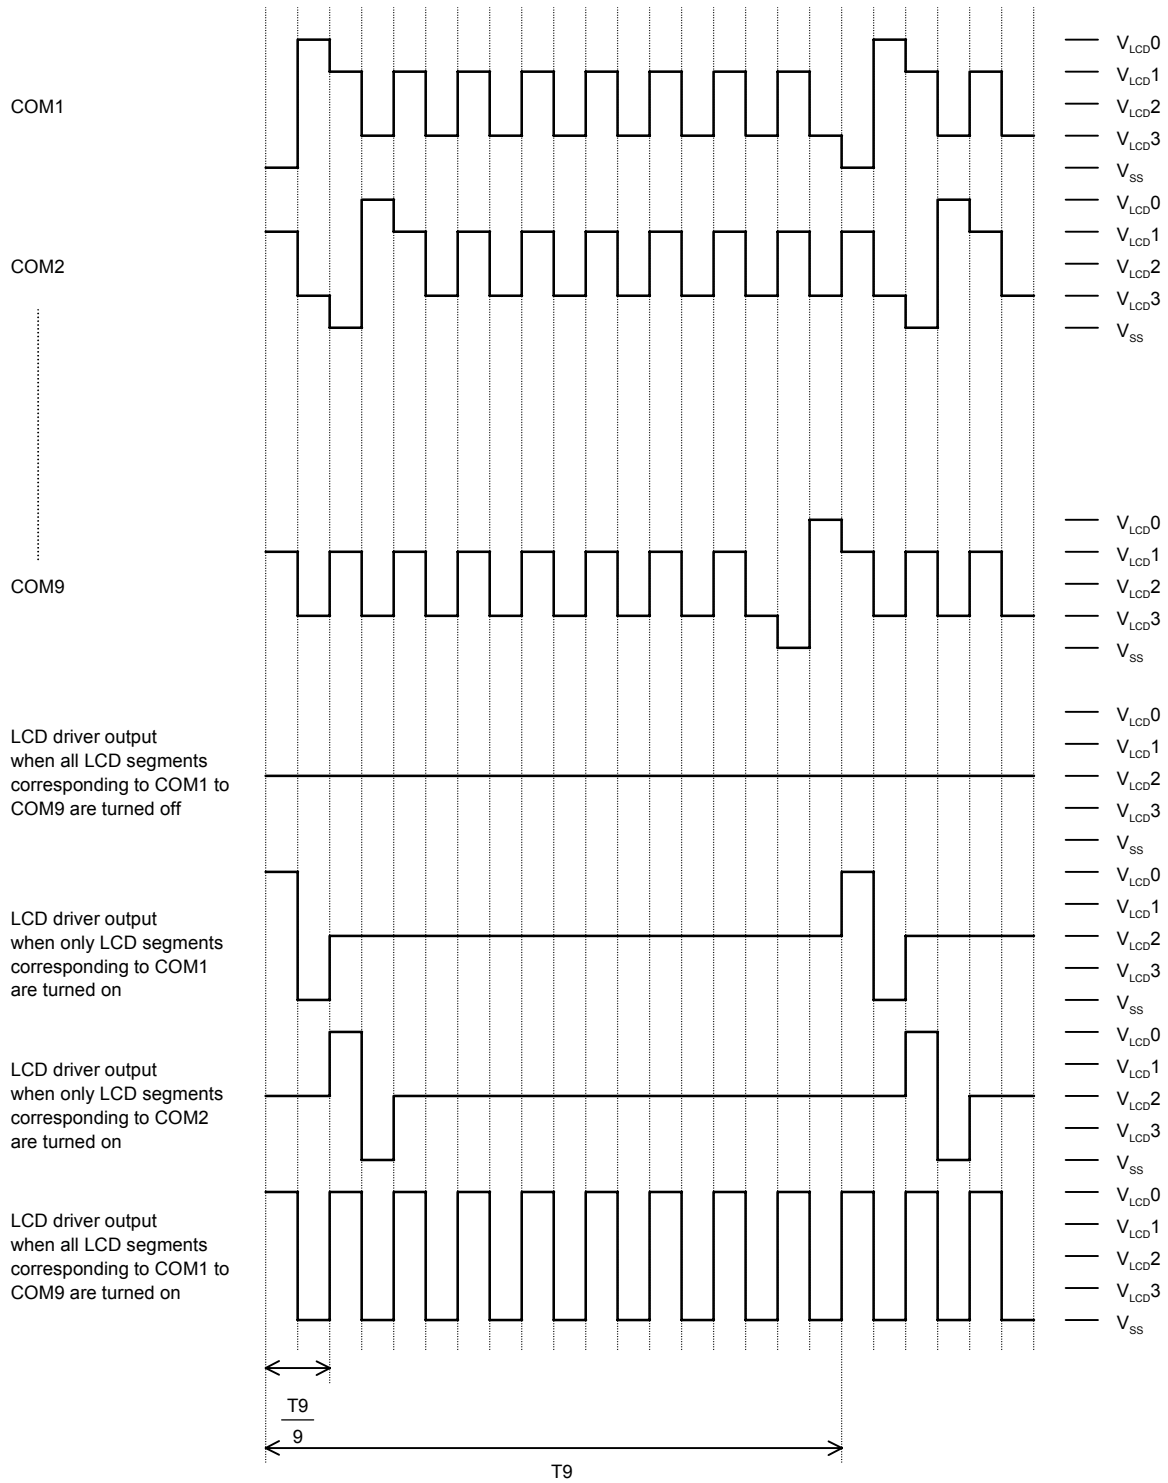 COM1
V_LCD0
V_LCD1
V_LCD2
V_LCD3
V_SS
COM2
V_LCD0
V_LCD1
V_LCD2
V_LCD3
V_SS
COM9
V_LCD0
V_LCD1
V_LCD2
V_LCD3
V_SS
LCD driver output
when all LCD segments
corresponding to COM1 to
COM9 are turned off
V_LCD0
V_LCD1
V_LCD2
V_LCD3
V_SS
LCD driver output
when only LCD segments
corresponding to COM1
are turned on
V_LCD0
V_LCD1
V_LCD2
V_LCD3
V_SS
LCD driver output
when only LCD segments
corresponding to COM2
are turned on
V_LCD0
V_LCD1
V_LCD2
V_LCD3
V_SS
LCD driver output
when all LCD segments
corresponding to COM1 to
COM9 are turned on
V_LCD0
V_LCD1
V_LCD2
V_LCD3
V_SS
T9
9
T9